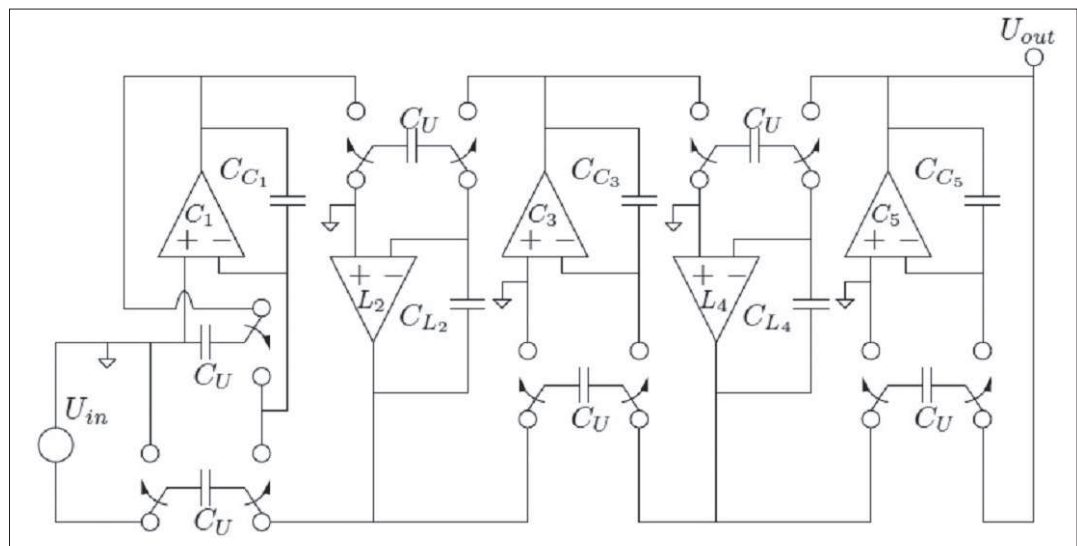 U_out
C_U
C_U
C_{C_1}
C_{C_3}
C_{C_5}
C_1
+ −
C_3
+ −
C_5
+ −
+ −
L_2
C_{L_2}
+ −
L_4
C_{L_4}
C_U
C_U
C_U
U_in
C_U